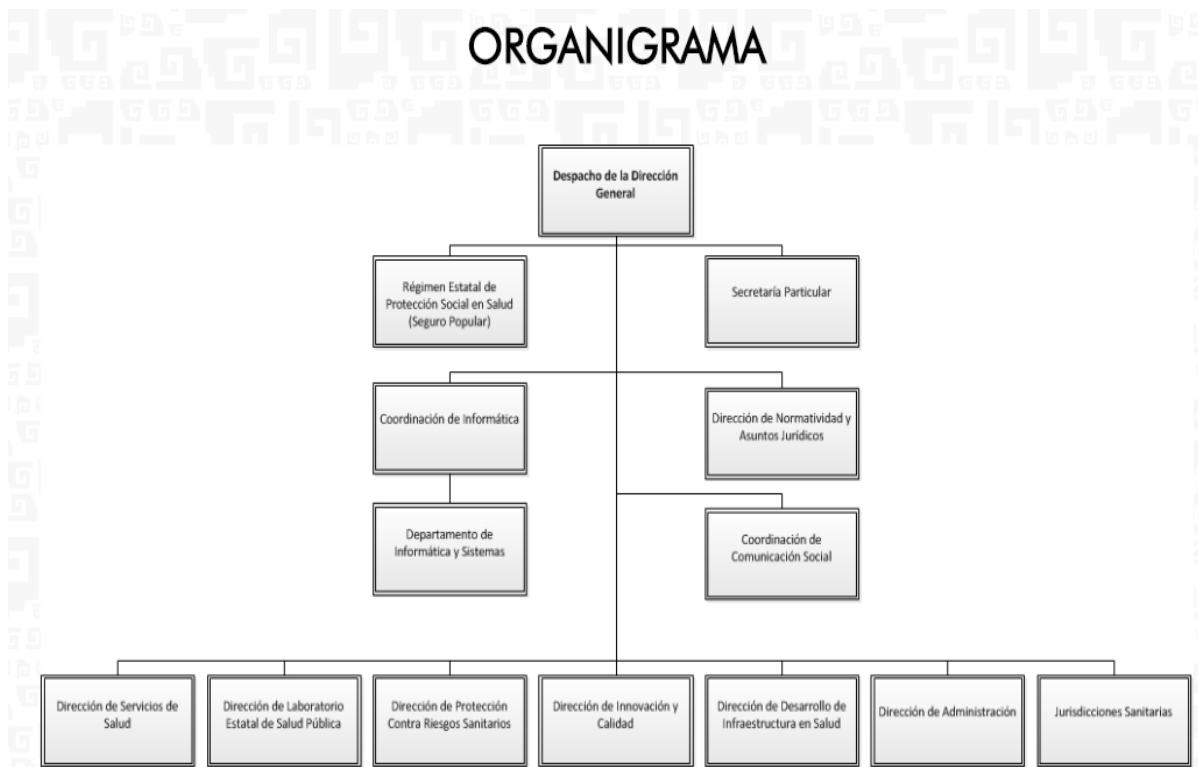 ORGANIGRAMA
Despacho de la Dirección
General
Régimen Estatal de
Protección Social en Salud
(Seguro Popular)
Secretaría Particular
Coordinación de Informática
Dirección de Normatividad y
Asuntos Jurídicos
Departamento de
Informática y Sistemas
Coordinación de
Comunicación Social
Dirección de Servicios de
Salud
Dirección de Laboratorio
Estatal de Salud Pública
Dirección de Protección
Contra Riesgos Sanitarios
Dirección de Innovación y
Calidad
Dirección de Desarrollo de
Infraestructura en Salud
Dirección de Administración
Jurisdicciones Sanitarias